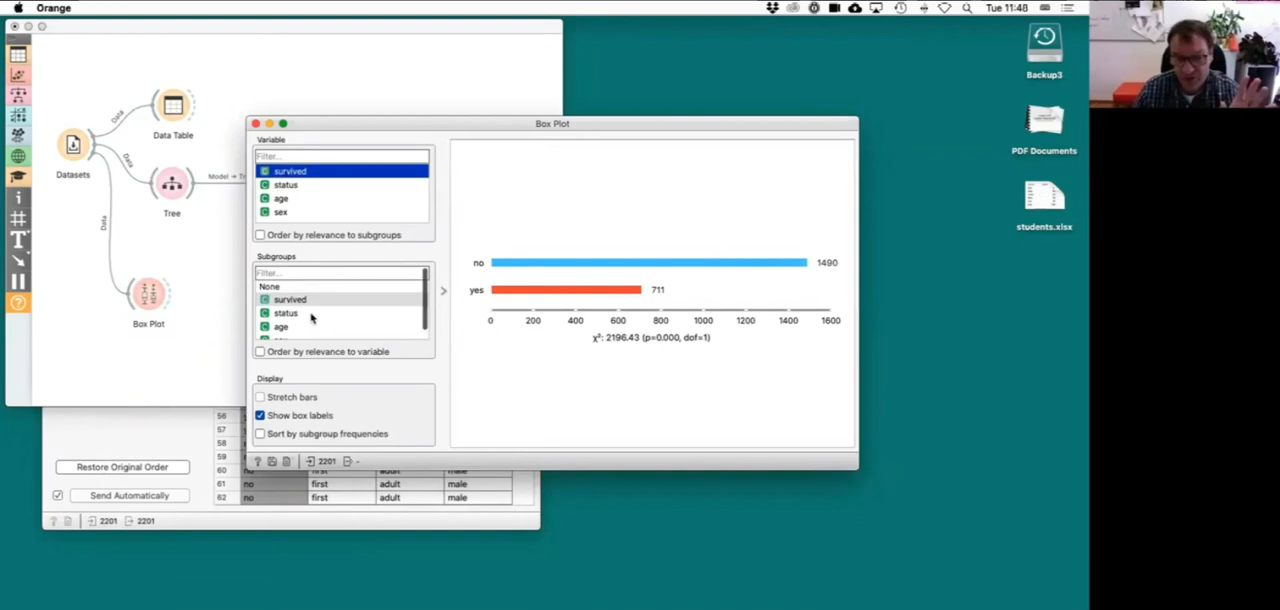 Orange
Tue 11:48
Backup3
PDF Documents
students.xlsx
Data
Data Table
Datasets
Data
Model → Tr
Tree
Data
Box Plot
Box Plot
Variable
Filter...
survived
status
age
sex
Order by relevance to subgroups
Subgroups
Filter...
None
survived
status
age
Order by relevance to variable
Display
Stretch bars
Show box labels
Sort by subgroup frequencies
2201 -
no 1490
yes 711
0 200 400 600 800 1000 1200 1400 1600
χ²: 2196.43 (p=0.000, dof=1)
56
57
58
59
60 no first adult male
61 no first adult male
62 no first adult male
Restore Original Order
Send Automatically
2201 2201